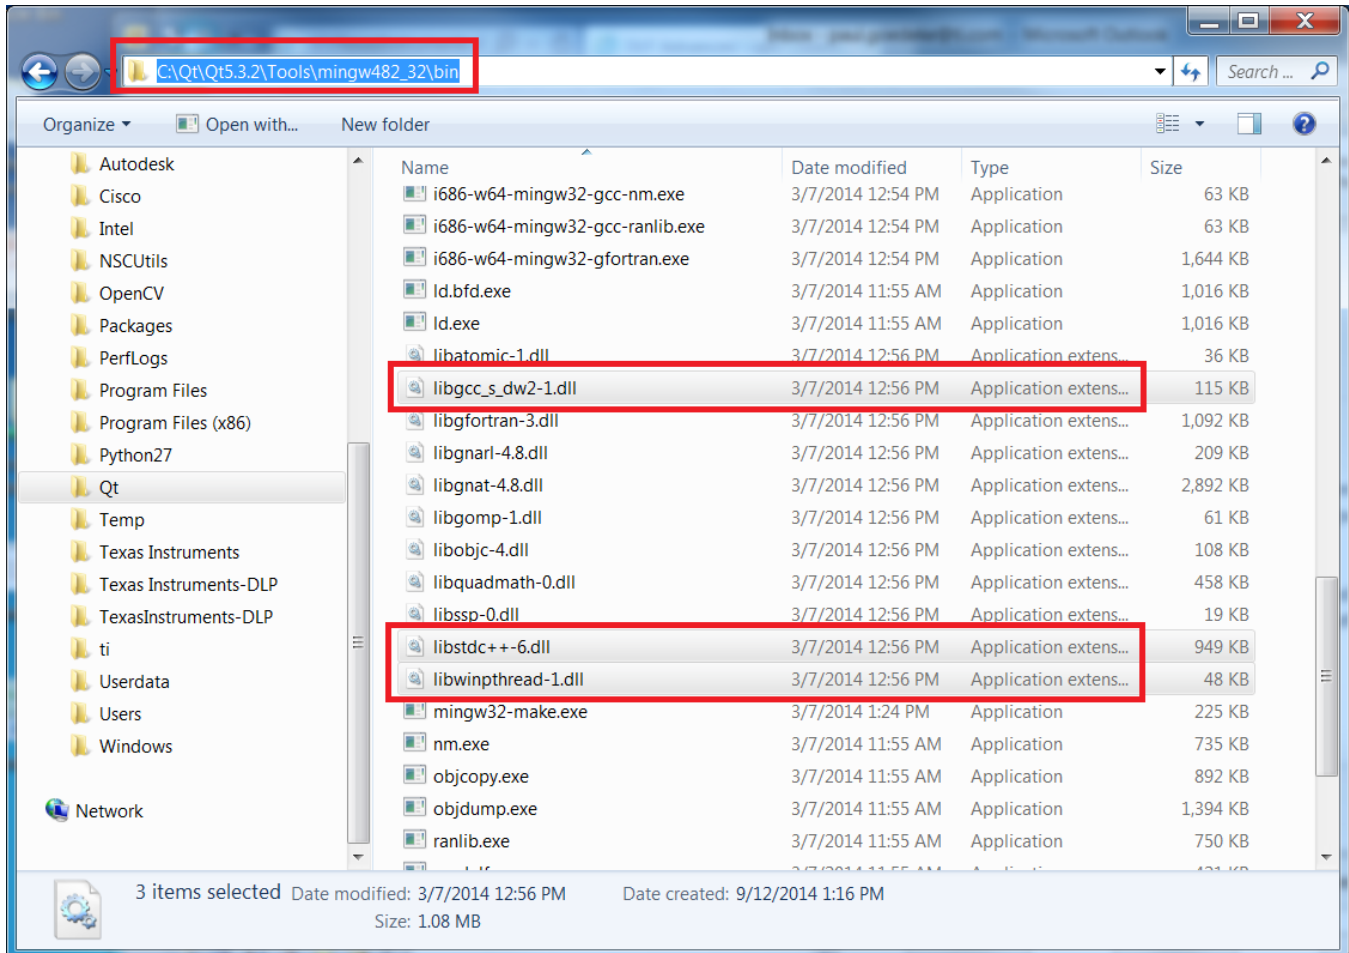 C:\Qt\Qt5.3.2\Tools\mingw482_32\bin
Search ...
Organize Open with... New folder
Autodesk
Cisco
Intel
NSCUtils
OpenCV
Packages
PerfLogs
Program Files
Program Files (x86)
Python27
Qt
Temp
Texas Instruments
Texas Instruments-DLP
TexasInstruments-DLP
ti
Userdata
Users
Windows
Network
Name Date modified Type Size
i686-w64-mingw32-gcc-nm.exe 3/7/2014 12:54 PM Application 63 KB
i686-w64-mingw32-gcc-ranlib.exe 3/7/2014 12:54 PM Application 63 KB
i686-w64-mingw32-gfortran.exe 3/7/2014 12:54 PM Application 1,644 KB
ld.bfd.exe 3/7/2014 11:55 AM Application 1,016 KB
ld.exe 3/7/2014 11:55 AM Application 1,016 KB
libatomic-1.dll 3/7/2014 12:56 PM Application extens... 36 KB
libgcc_s_dw2-1.dll 3/7/2014 12:56 PM Application extens... 115 KB
libgfortran-3.dll 3/7/2014 12:56 PM Application extens... 1,092 KB
libgnarl-4.8.dll 3/7/2014 12:56 PM Application extens... 209 KB
libgnat-4.8.dll 3/7/2014 12:56 PM Application extens... 2,892 KB
libgomp-1.dll 3/7/2014 12:56 PM Application extens... 61 KB
libobjc-4.dll 3/7/2014 12:56 PM Application extens... 108 KB
libquadmath-0.dll 3/7/2014 12:56 PM Application extens... 458 KB
libssp-0.dll 3/7/2014 12:56 PM Application extens... 19 KB
libstdc++-6.dll 3/7/2014 12:56 PM Application extens... 949 KB
libwinpthread-1.dll 3/7/2014 12:56 PM Application extens... 48 KB
mingw32-make.exe 3/7/2014 1:24 PM Application 225 KB
nm.exe 3/7/2014 11:55 AM Application 735 KB
objcopy.exe 3/7/2014 11:55 AM Application 892 KB
objdump.exe 3/7/2014 11:55 AM Application 1,394 KB
ranlib.exe 3/7/2014 11:55 AM Application 750 KB
3 items selected Date modified: 3/7/2014 12:56 PM Date created: 9/12/2014 1:16 PM
Size: 1.08 MB